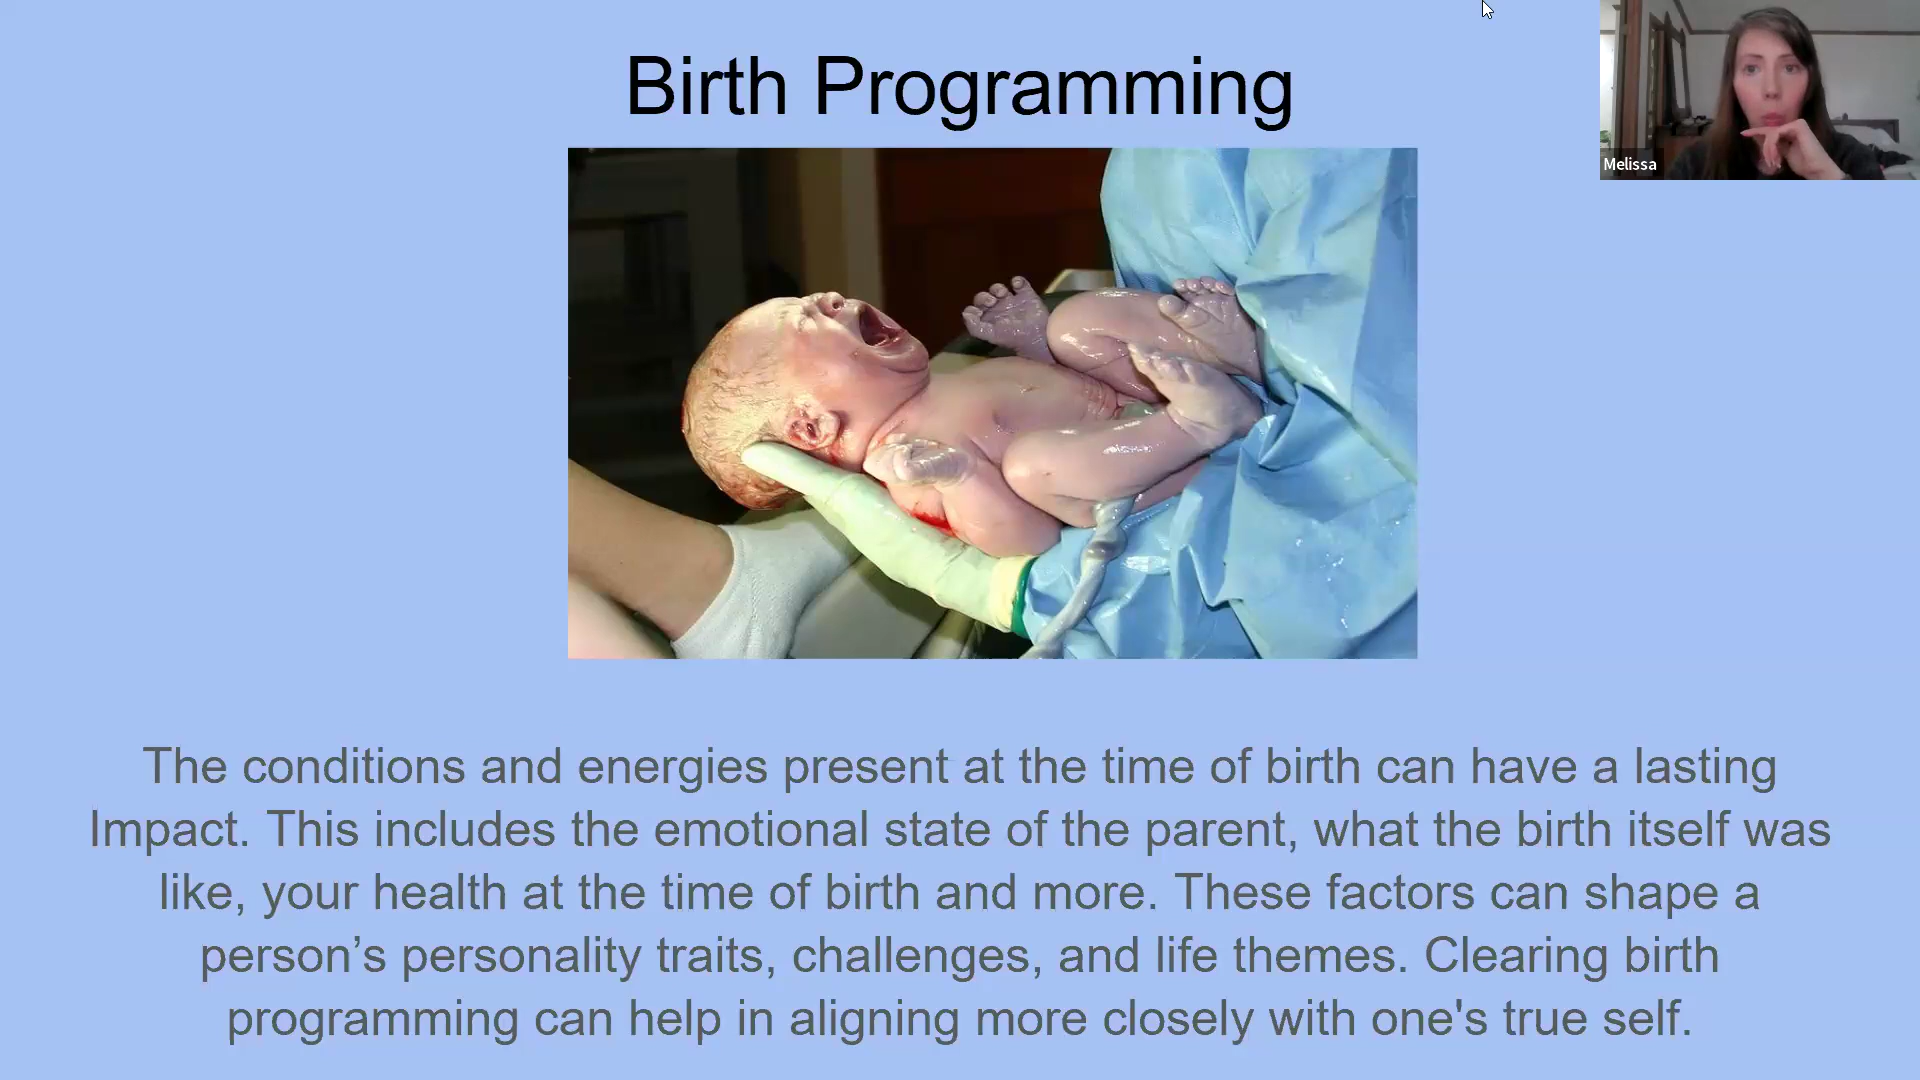 Birth Programming
Melissa
The conditions and energies present at the time of birth can have a lasting
Impact. This includes the emotional state of the parent, what the birth itself was
like, your health at the time of birth and more. These factors can shape a
person’s personality traits, challenges, and life themes. Clearing birth
programming can help in aligning more closely with one's true self.